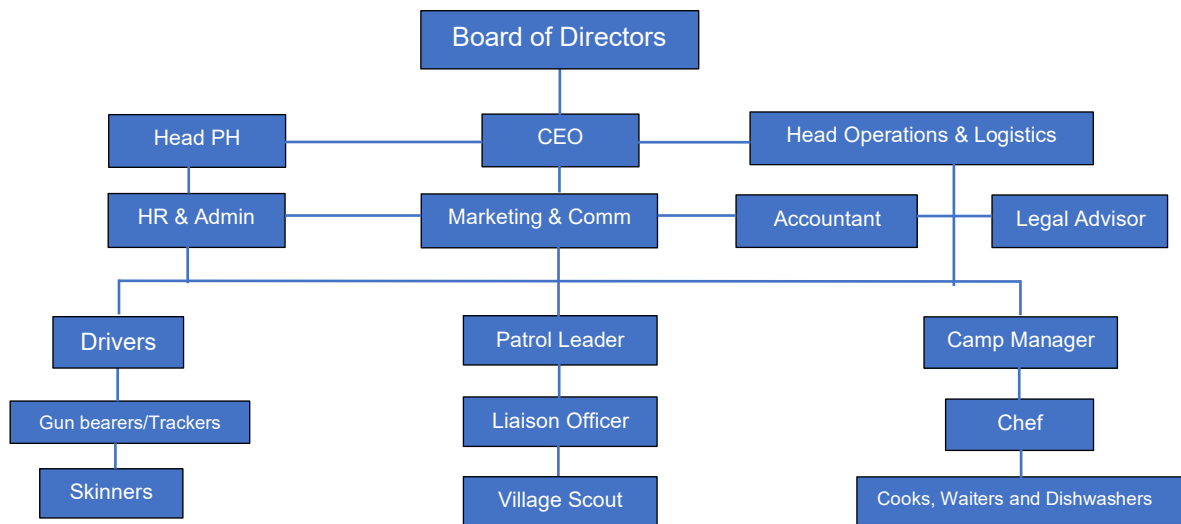 Board of Directors
Head PH
CEO
Head Operations & Logistics
HR & Admin
Marketing & Comm
Accountant
Legal Advisor
Drivers
Patrol Leader
Camp Manager
Gun bearers/Trackers
Liaison Officer
Chef
Skinners
Village Scout
Cooks, Waiters and Dishwashers